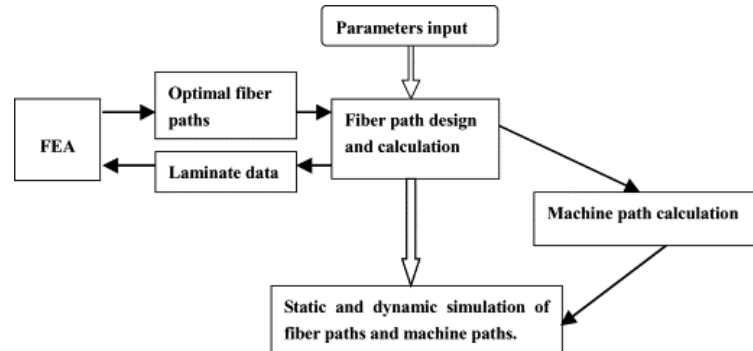 Parameters input
Optimal fiber
paths
Fiber path design
and calculation
FEA
Laminate data
Machine path calculation
Static and dynamic simulation of
fiber paths and machine paths.